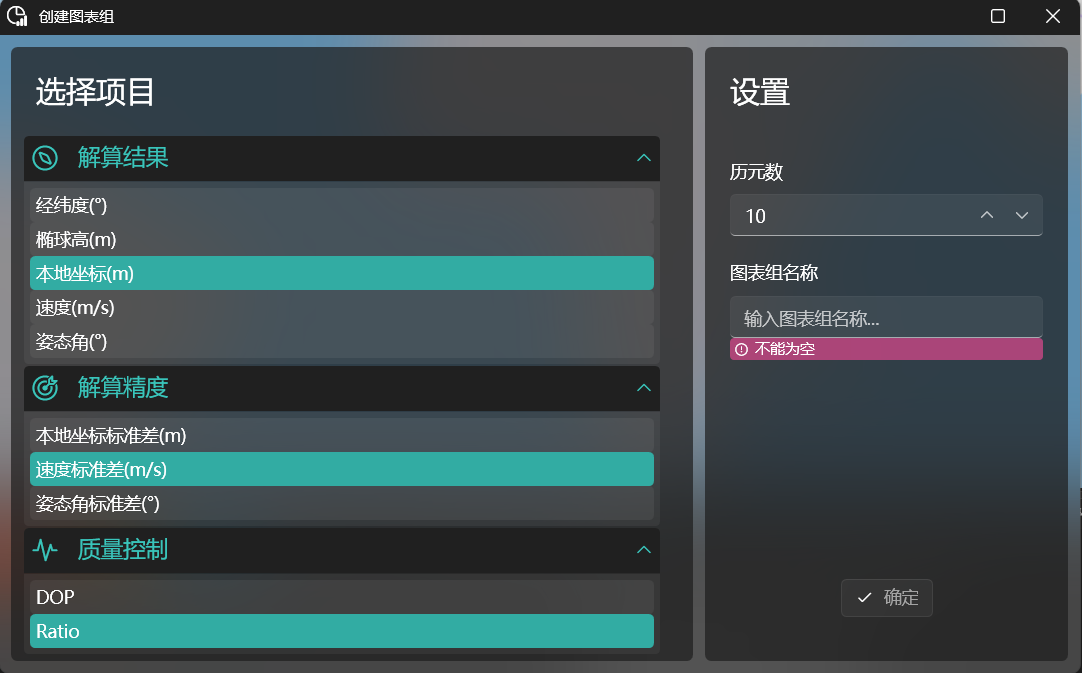 创建图表组
选择项目
解算结果
经纬度(°)
椭球高(m)
本地坐标(m)
速度(m/s)
姿态角(°)
解算精度
本地坐标标准差(m)
速度标准差(m/s)
姿态角标准差(°)
质量控制
DOP
Ratio
设置
历元数
10
图表组名称
输入图表组名称...
不能为空
确定